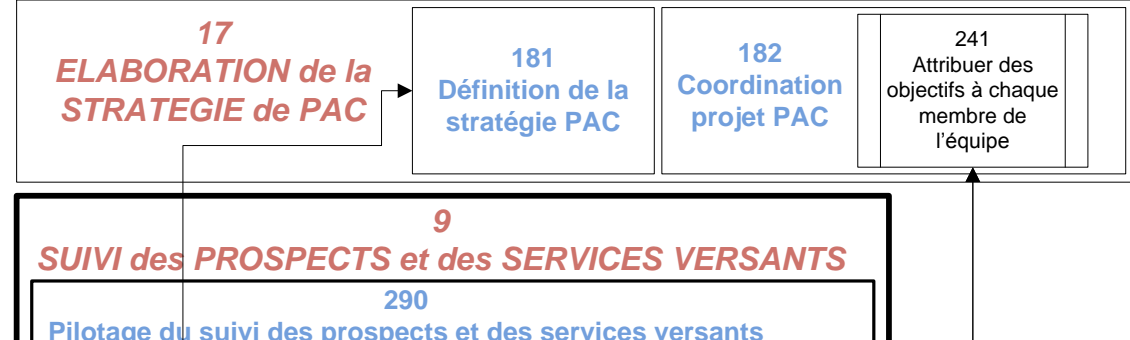 17
ELABORATION de la
STRATEGIE de PAC
181
Définition de la
stratégie PAC
182
Coordination
projet PAC
241
Attribuer des
objectifs à chaque
membre de
l'équipe
9
SUIVI des PROSPECTS et des SERVICES VERSANTS
290
Pilotage du suivi des prospects et des services versants